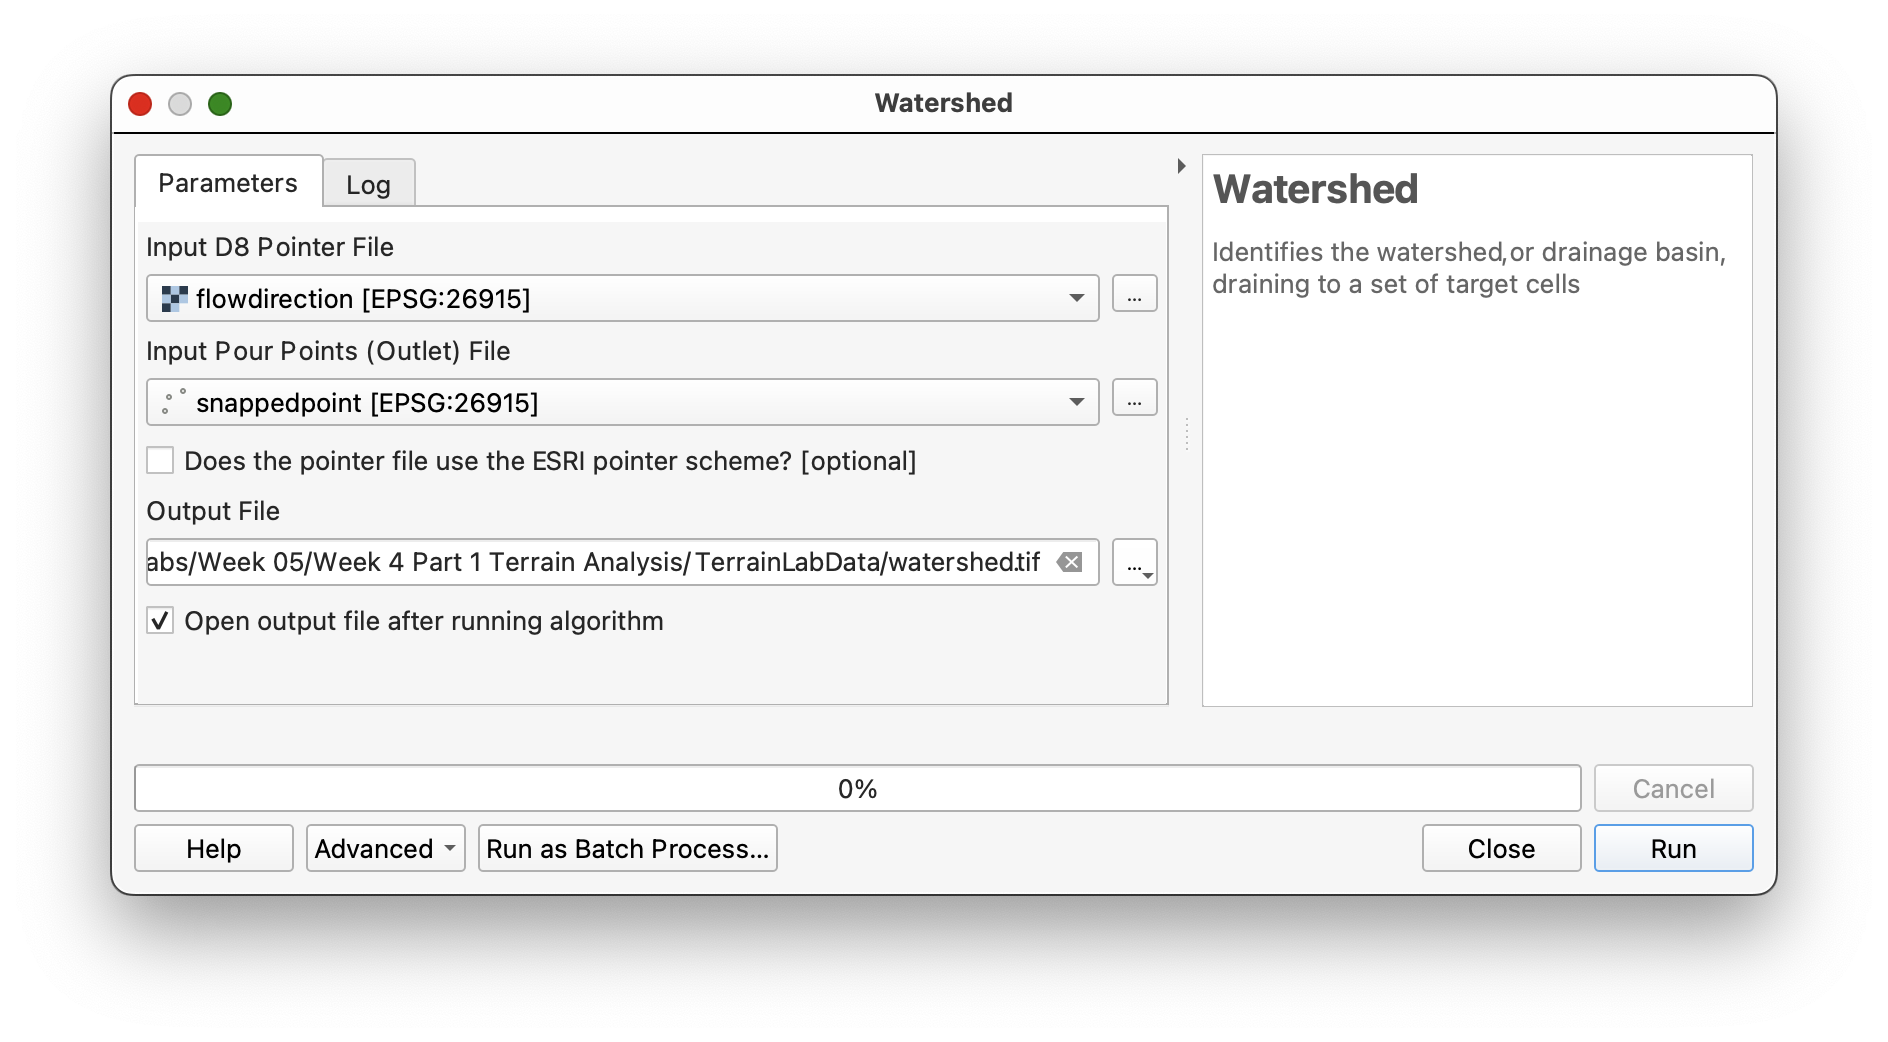 Watershed
Parameters
Log
Input D8 Pointer File
flowdirection [EPSG:26915]
...
Input Pour Points (Outlet) File
snappedpoint [EPSG:26915]
...
Does the pointer file use the ESRI pointer scheme? [optional]
Output File
abs/Week 05/Week 4 Part 1 Terrain Analysis/TerrainLabData/watershed.tif
...
Open output file after running algorithm
Watershed
Identifies the watershed,or drainage basin,
draining to a set of target cells
0%
Cancel
Help
Advanced
Run as Batch Process...
Close
Run